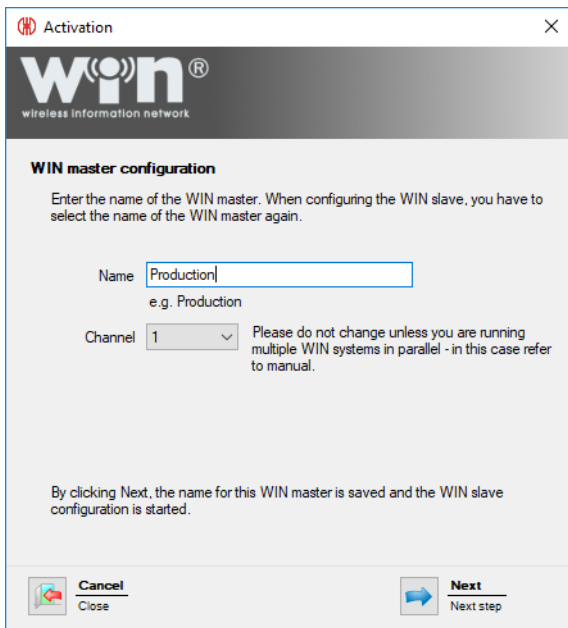 Activation
WIN®
wireless information network
WIN master configuration
Enter the name of the WIN master. When configuring the WIN slave, you have to
select the name of the WIN master again.
Name Production
e.g. Production
Channel 1 Please do not change unless you are running
multiple WIN systems in parallel - in this case refer
to manual.
By clicking Next, the name for this WIN master is saved and the WIN slave
configuration is started.
Cancel Next
Close Next step